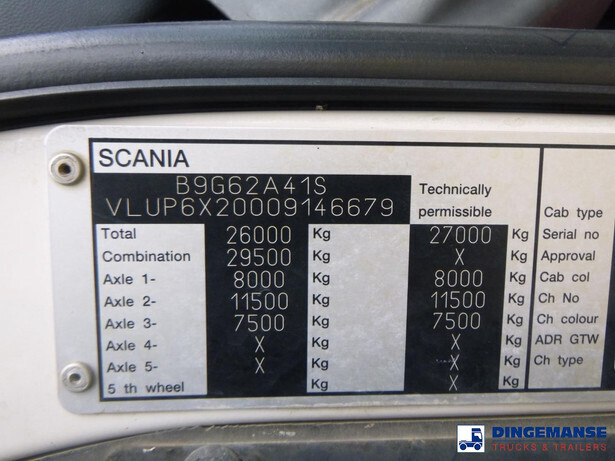 SCANIA
B9G62A41S
VLUP6X20009146679
Technically
permissible
Total 26000 Kg 27000 Kg
Combination 29500 Kg X Kg
Axle 1- 8000 Kg 8000 Kg
Axle 2- 11500 Kg 11500 Kg
Axle 3- 7500 Kg 7500 Kg
Axle 4- X Kg X Kg
Axle 5- X Kg X Kg
5 th wheel Kg X Kg
Cab type
Serial no
Approval
Cab col
Ch No
Ch colour
ADR GTW
Ch type
DINGEMANSE
TRUCKS & TRAILERS